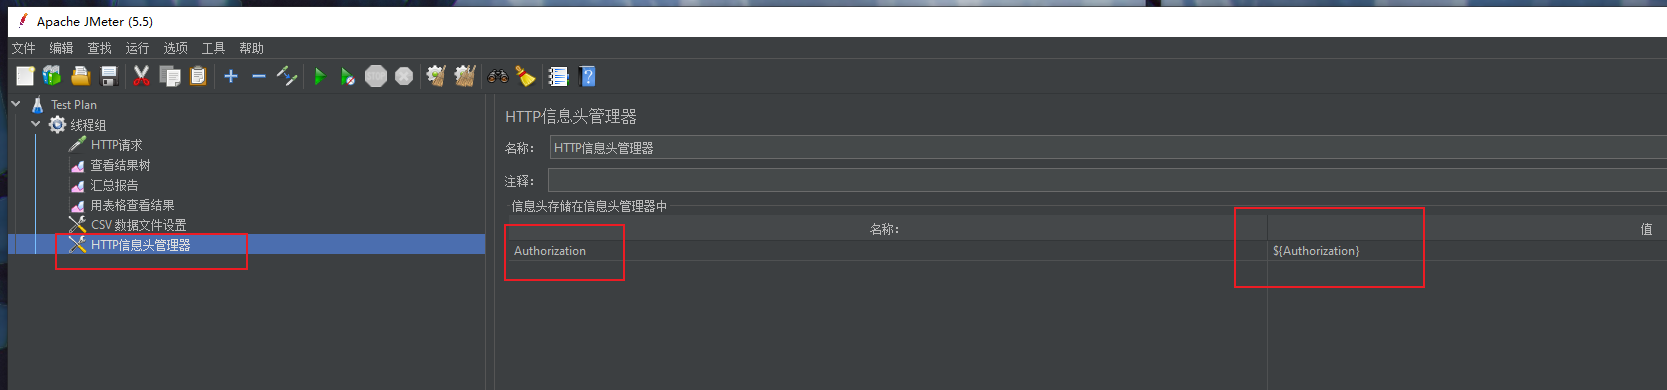 Apache JMeter (5.5)
文件 编辑 查找 运行 选项 工具 帮助
STOP
Test Plan
线程组
HTTP请求
查看结果树
汇总报告
用表格查看结果
CSV 数据文件设置
HTTP信息头管理器
HTTP信息头管理器
名称： HTTP信息头管理器
注释：
信息头存储在信息头管理器中
名称： 值
Authorization ${Authorization}